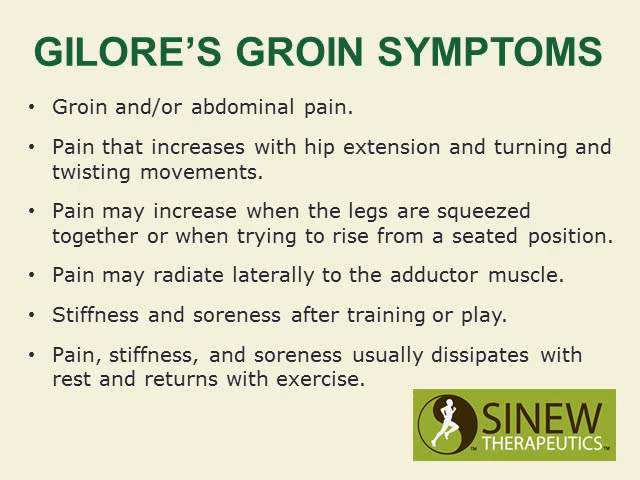 GILORE’S GROIN SYMPTOMS
• Groin and/or abdominal pain.
• Pain that increases with hip extension and turning and
twisting movements.
• Pain may increase when the legs are squeezed
together or when trying to rise from a seated position.
• Pain may radiate laterally to the adductor muscle.
• Stiffness and soreness after training or play.
• Pain, stiffness, and soreness usually dissipates with
rest and returns with exercise.
SINEW
™ THERAPEUTICS™